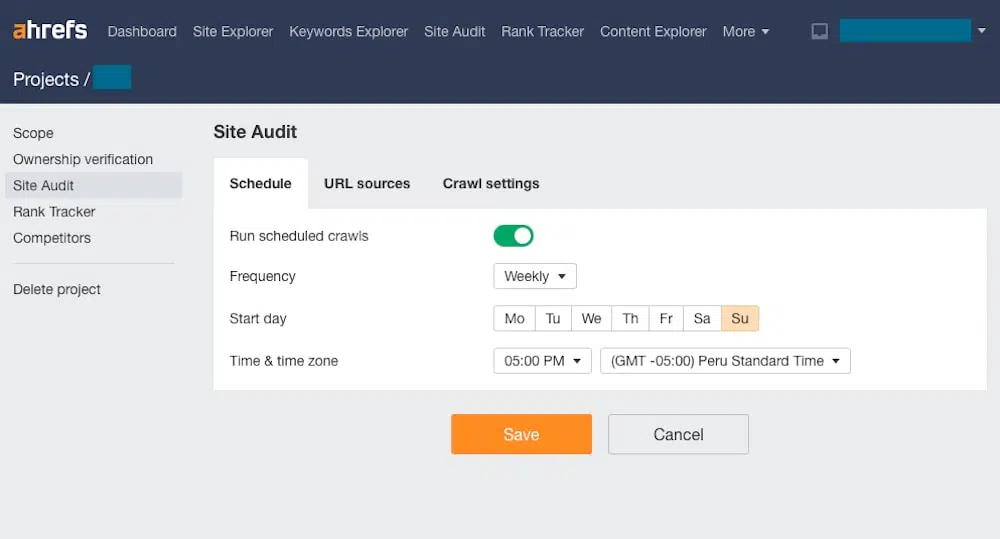 ahrefs Dashboard Site Explorer Keywords Explorer Site Audit Rank Tracker Content Explorer More
Projects /
Scope
Ownership verification
Site Audit
Rank Tracker
Competitors
Delete project
Site Audit
Schedule URL sources Crawl settings
Run scheduled crawls
Frequency Weekly
Start day Mo Tu We Th Fr Sa Su
Time & time zone 05:00 PM (GMT -05:00) Peru Standard Time
Save Cancel